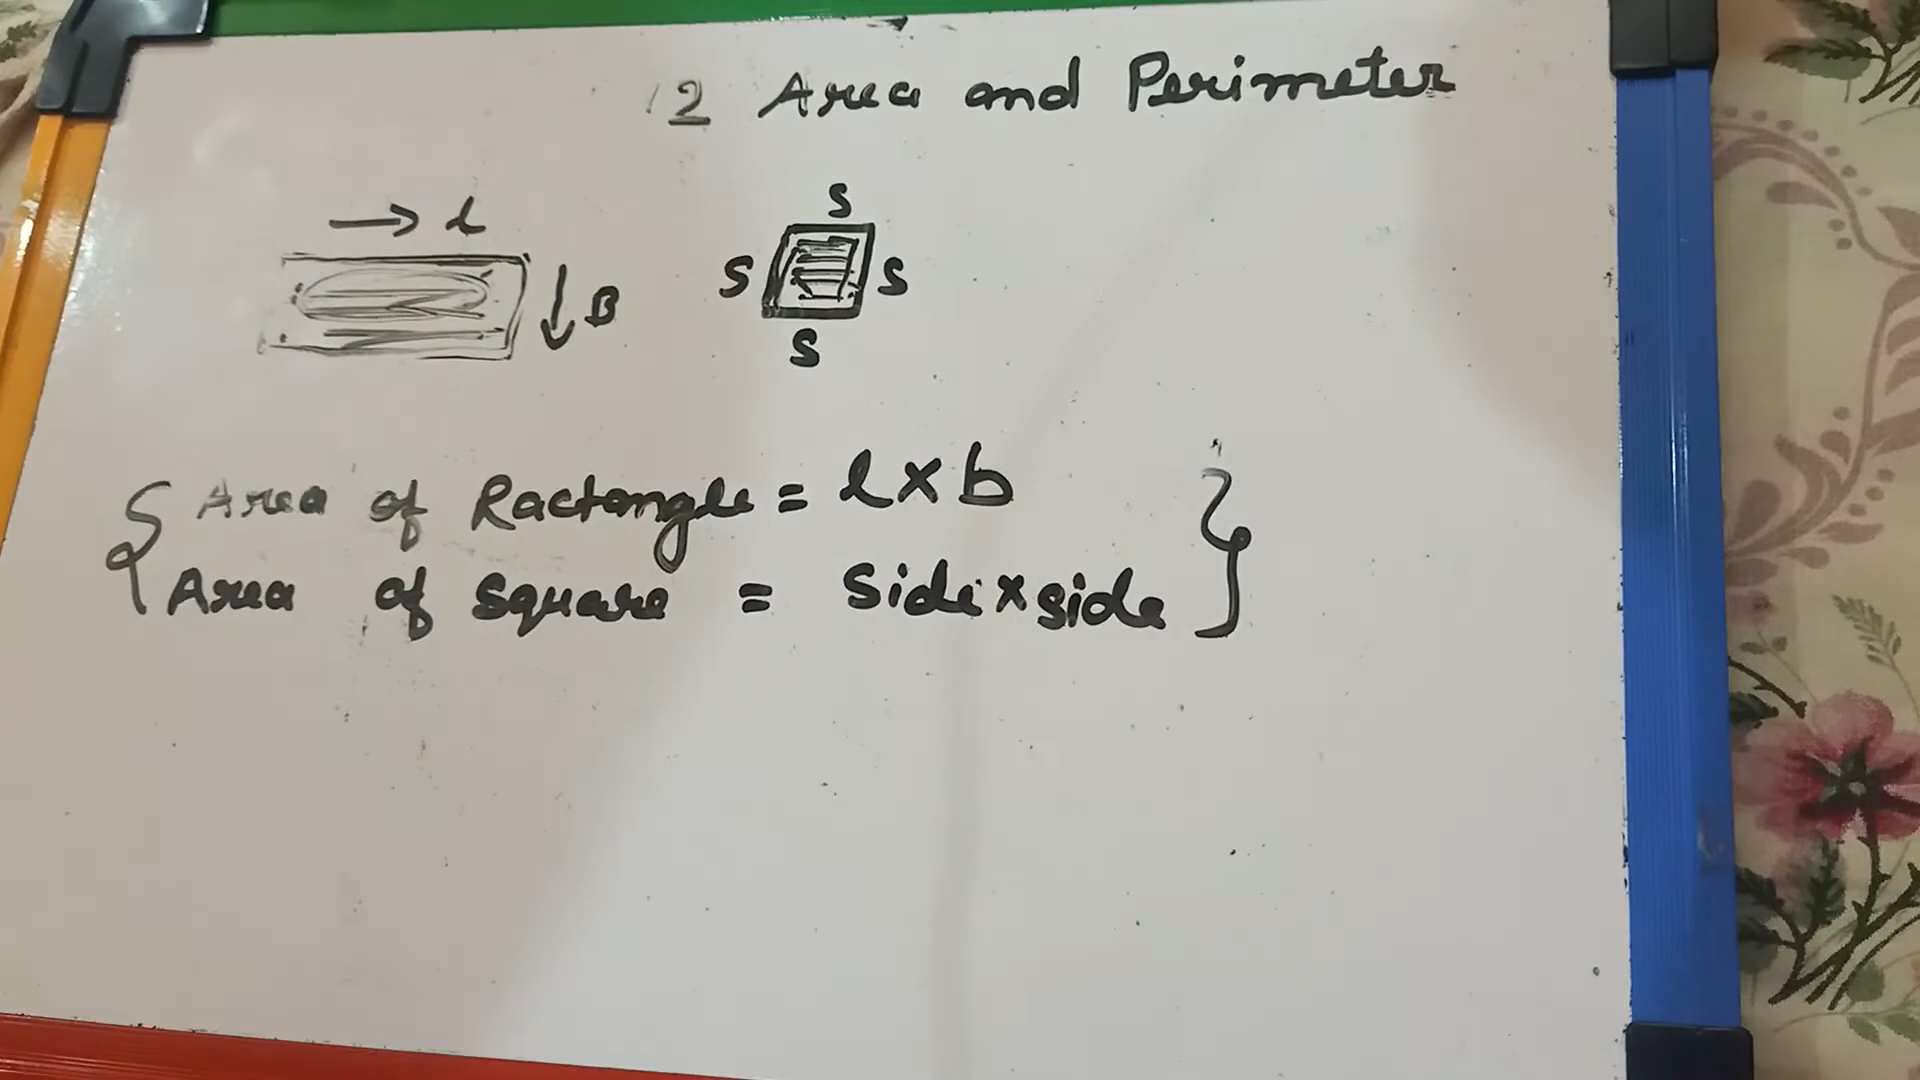 12 Area and Perimeter
→ l
S
S S
↓ B
S
Area of Ractangle = l×b
Area of square = Side×side